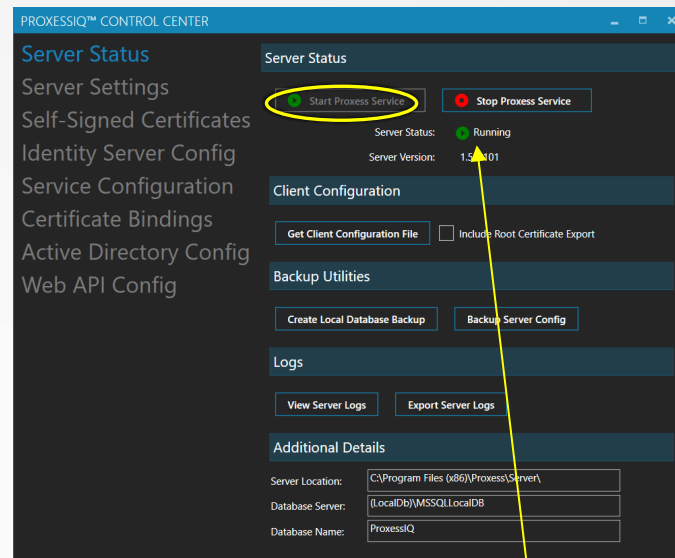 PROXESSIQ™ CONTROL CENTER
Server Status
Server Settings
Self-Signed Certificates
Identity Server Config
Service Configuration
Certificate Bindings
Active Directory Config
Web API Config
Server Status
Start Proxess Service
Stop Proxess Service
Server Status: Running
Server Version:
Client Configuration
Get Client Configuration File
Include Root Certificate Export
Backup Utilities
Create Local Database Backup
Backup Server Config
Logs
View Server Logs
Export Server Logs
Additional Details
Server Location: C:\Program Files (x86)\Proxess\Server\
Database Server: (LocalDb)\MSSQLLocalDB
Database Name: ProxessIQ